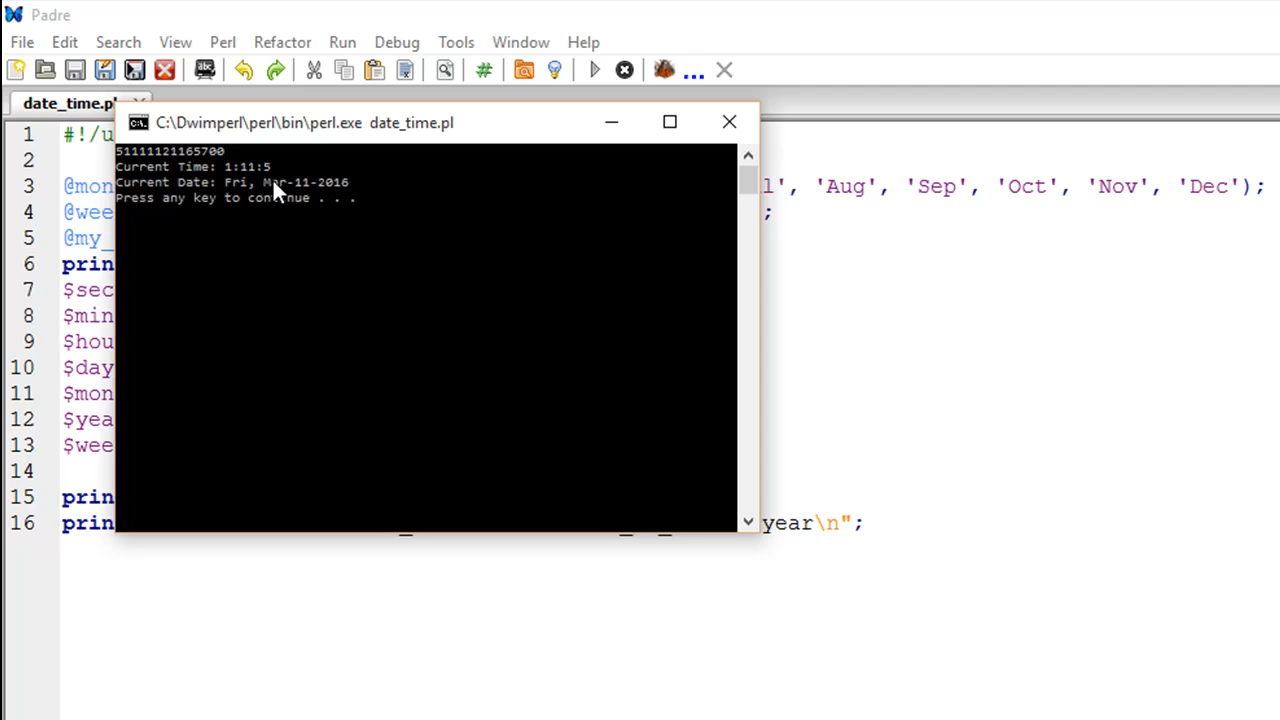 Padre
File Edit Search View Perl Refactor Run Debug Tools Window Help
date_time.pl
C:\Dwimperl\perl\bin\perl.exe date_time.pl
51111121165700
Current Time: 1:11:5
Current Date: Fri, Mar-11-2016
Press any key to continue . . .
1 #!/u
2
3 @mon l', 'Aug', 'Sep', 'Oct', 'Nov', 'Dec');
4 @wee ;
5 @my_
6 prin
7 $sec
8 $min
9 $hou
10 $day
11 $mon
12 $yea
13 $wee
14
15 prin
16 prin year\n";